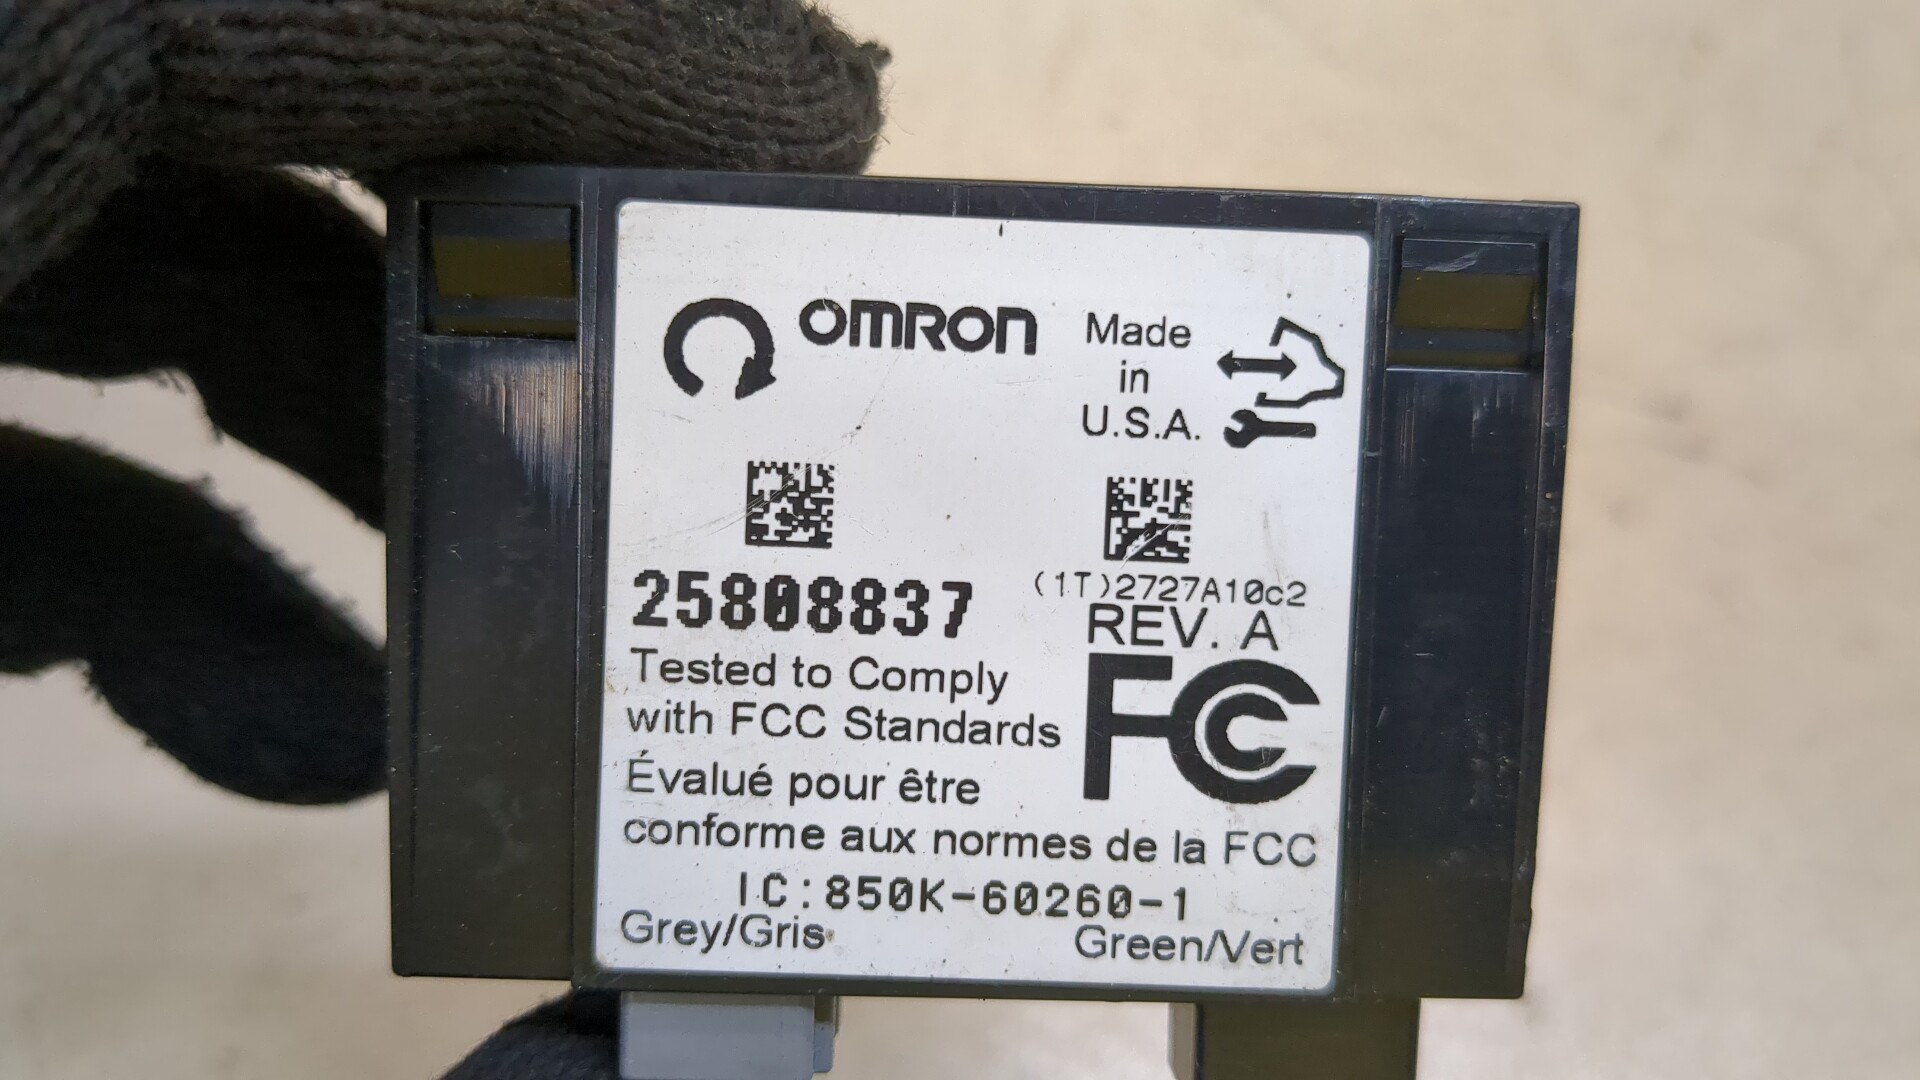 OMRON
Made
in
U.S.A.
25808837
(1T)2727A10c2
REV. A
Tested to Comply
with FCC Standards
FC
Évalué pour être
conforme aux normes de la FCC
IC:850K-60260-1
Grey/Gris
Green/Vert